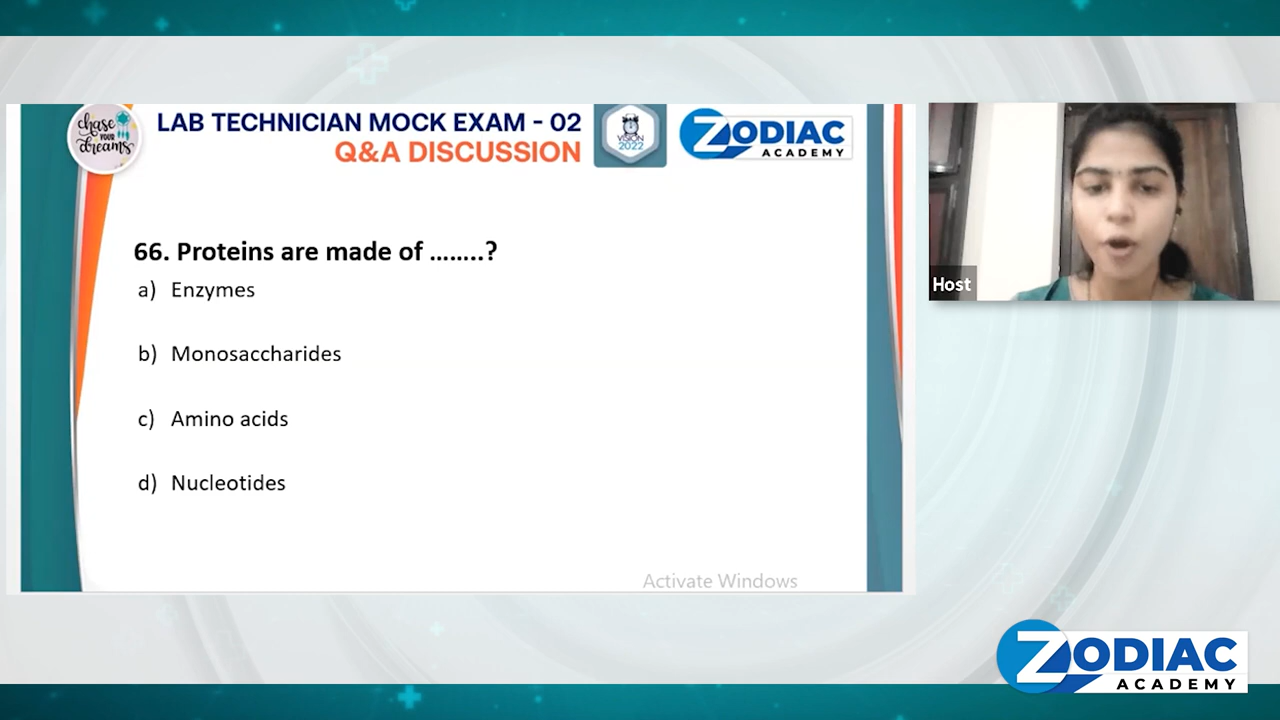 chase
YOUR
dreams
LAB TECHNICIAN MOCK EXAM - 02
Q&A DISCUSSION
VISION
2022
ZODIAC
ACADEMY
66. Proteins are made of ........?
a) Enzymes
b) Monosaccharides
c) Amino acids
d) Nucleotides
Activate Windows
Host
ZODIAC
ACADEMY